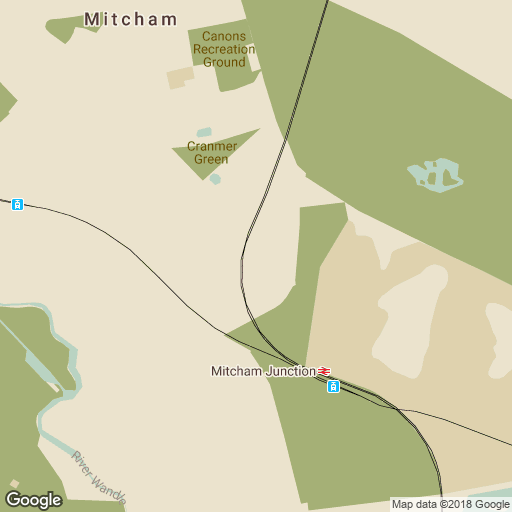 Mitcham
Canons
Recreation
Ground
Cranmer
Green
Mitcham Junction
River Wandle
Google
Map data ©2018 Google